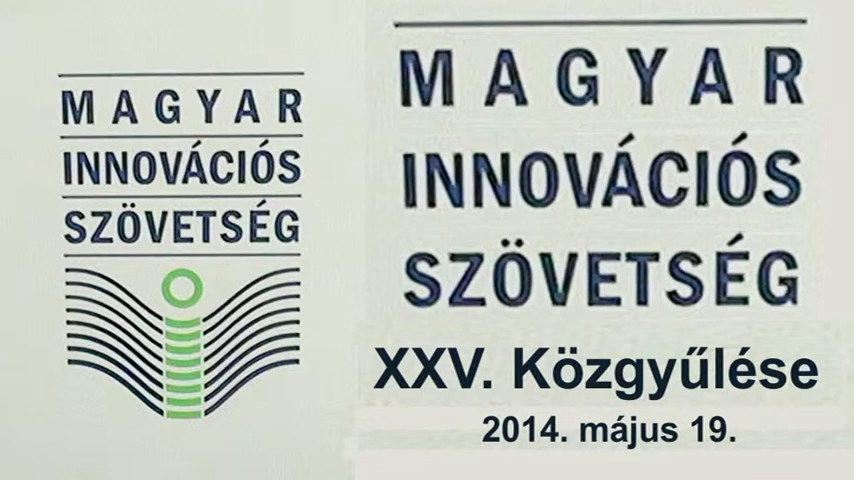 MAGYAR
INNOVÁCIÓS
SZÖVETSÉG
MAGYAR
INNOVÁCIÓS
SZÖVETSÉG
XXV. Közgyűlése
2014. május 19.